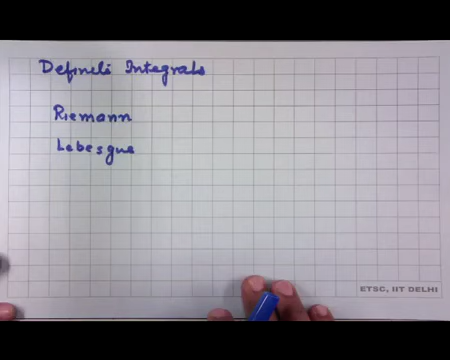 Definite Integrals
Riemann
Lebesgue
ETSC, IIT DELHI